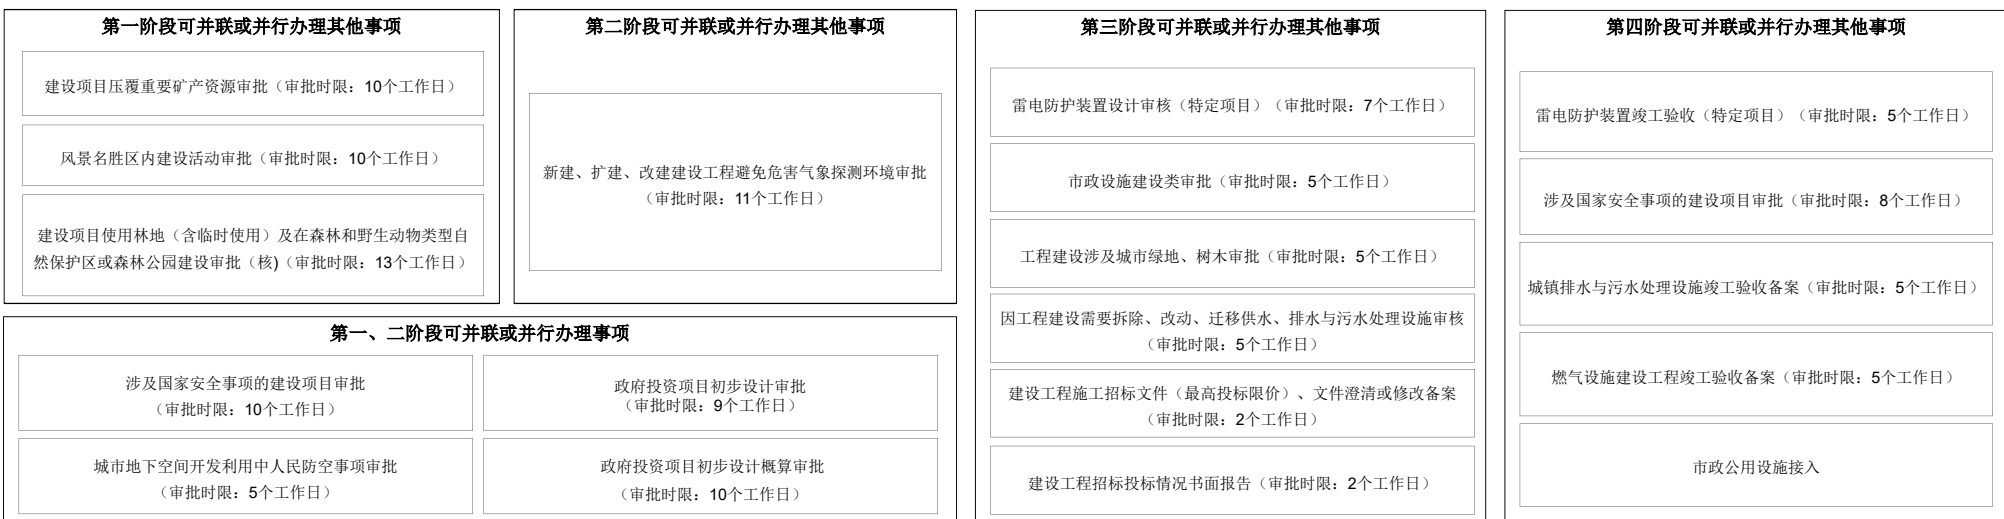 第一阶段可并联或并行办理其他事项
建设项目压覆重要矿产资源审批（审批时限：10个工作日）
风景名胜区内建设活动审批（审批时限：10个工作日）
建设项目使用林地（含临时使用）及在森林和野生动物类型自
然保护区或森林公园建设审批（核)（审批时限：13个工作日）
第二阶段可并联或并行办理其他事项
新建、扩建、改建建设工程避免危害气象探测环境审批
（审批时限：11个工作日）
第一、二阶段可并联或并行办理事项
涉及国家安全事项的建设项目审批
（审批时限：10个工作日）
政府投资项目初步设计审批
（审批时限：9个工作日）
城市地下空间开发利用中人民防空事项审批
（审批时限：5个工作日）
政府投资项目初步设计概算审批
（审批时限：10个工作日）
第三阶段可并联或并行办理其他事项
雷电防护装置设计审核（特定项目）（审批时限：7个工作日）
市政设施建设类审批（审批时限：5个工作日）
工程建设涉及城市绿地、树木审批（审批时限：5个工作日）
因工程建设需要拆除、改动、迁移供水、排水与污水处理设施审核
（审批时限：5个工作日）
建设工程施工招标文件（最高投标限价）、文件澄清或修改备案
（审批时限：2个工作日）
建设工程招标投标情况书面报告（审批时限：2个工作日）
第四阶段可并联或并行办理其他事项
雷电防护装置竣工验收（特定项目）（审批时限：5个工作日）
涉及国家安全事项的建设项目审批（审批时限：8个工作日）
城镇排水与污水处理设施竣工验收备案（审批时限：5个工作日）
燃气设施建设工程竣工验收备案（审批时限：5个工作日）
市政公用设施接入